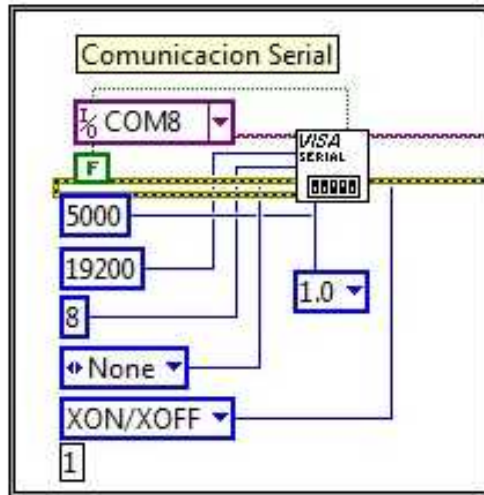 Comunicacion Serial
I/O COM8
VISA
SERIAL
F
5000
19200
1.0
8
None
XON/XOFF
1